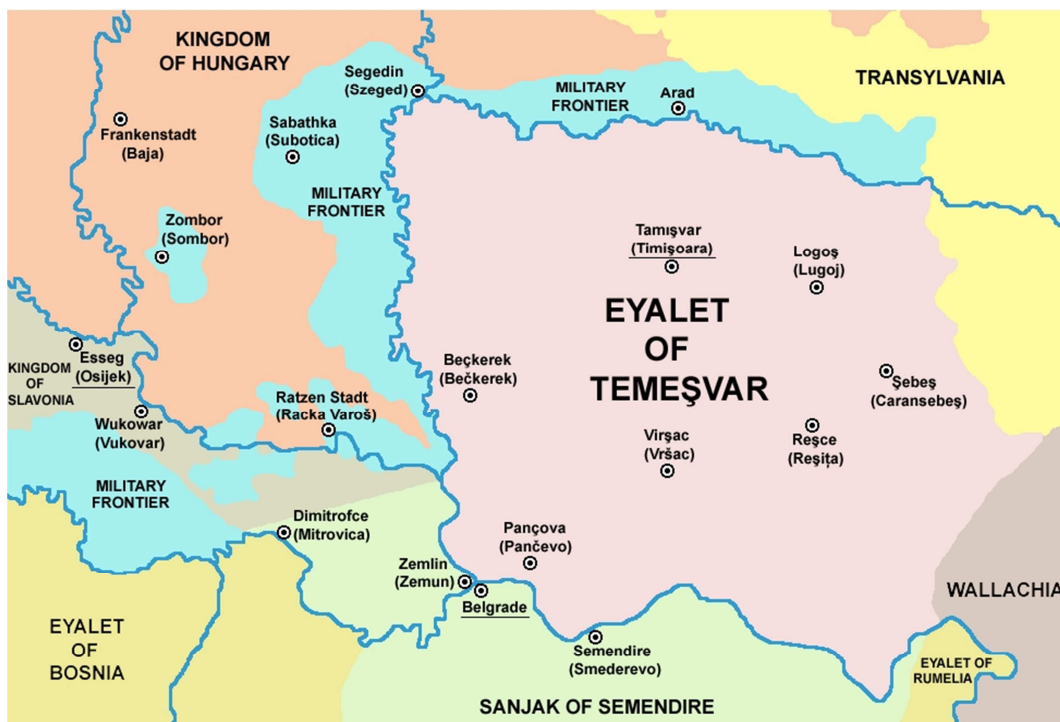 KINGDOM
OF HUNGARY
Segedin
(Szeged)
MILITARY
FRONTIER
Arad
TRANSYLVANIA
Frankenstadt
(Baja)
Sabathka
(Subotica)
MILITARY
FRONTIER
Zombor
(Sombor)
Tamışvar
(Timişoara)
Logoş
(Lugoj)
EYALET
OF
TEMEŞVAR
Esseg
(Osijek)
KINGDOM
OF
SLAVONIA
Beçkerek
(Bečkerek)
Şebeş
(Caransebeş)
Wukowar
(Vukovar)
Ratzen Stadt
(Racka Varoš)
Virşac
(Vršac)
Reşce
(Reşiţa)
MILITARY
FRONTIER
Dimitrofce
(Mitrovica)
Pançova
(Pančevo)
Zemlin
(Zemun)
Belgrade
WALLACHIA
EYALET
OF
BOSNIA
Semendire
(Smederevo)
EYALET OF
RUMELIA
SANJAK OF SEMENDIRE